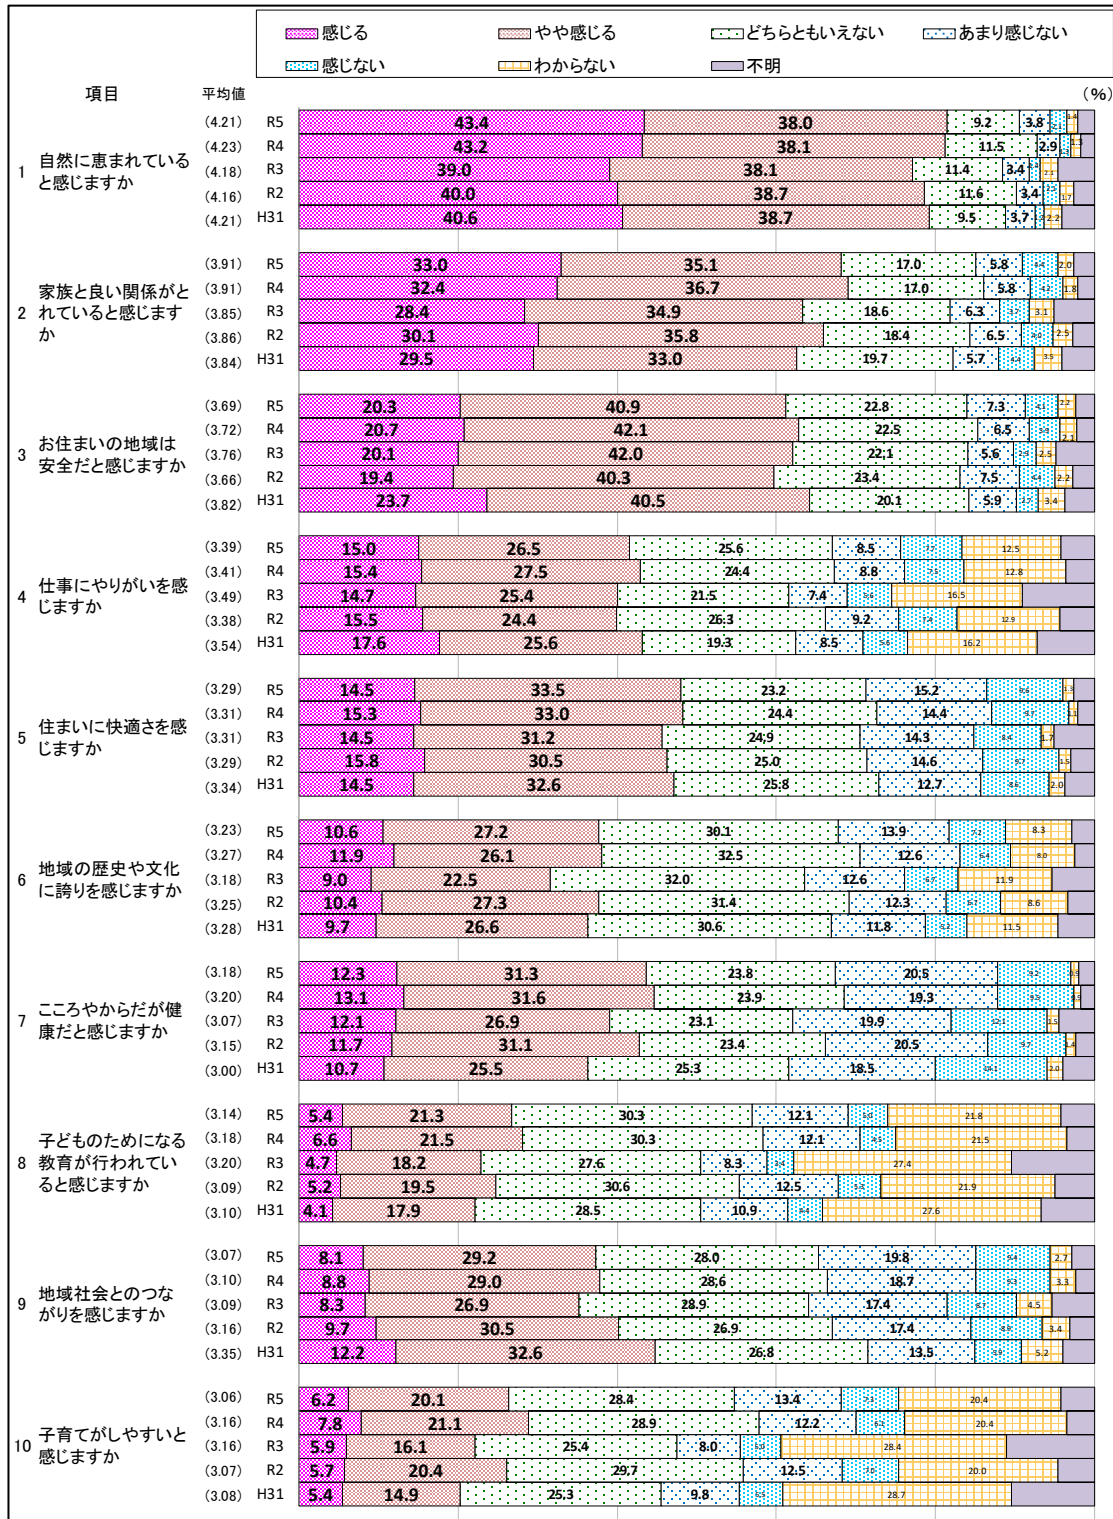 感じる やや感じる どちらともいえない あまり感じない
感じない わからない 不明
項目 平均値 (%)
1 自然に恵まれていると感じますか
(4.21) R5 43.4 38.0 9.2 3.8 1.4
(4.23) R4 43.2 38.1 11.5 2.9 1.3
(4.18) R3 39.0 38.1 11.4 3.4 2.1
(4.16) R2 40.0 38.7 11.6 3.4 1.7
(4.21) H31 40.6 38.7 9.5 3.7 2.2
2 家族と良い関係がとれていると感じますか
(3.91) R5 33.0 35.1 17.0 5.8 2.0
(3.91) R4 32.4 36.7 17.0 5.8 1.8
(3.85) R3 28.4 34.9 18.6 6.3 3.1
(3.86) R2 30.1 35.8 18.4 6.5 2.5
(3.84) H31 29.5 33.0 19.7 5.7 3.5
3 お住まいの地域は安全だと感じますか
(3.69) R5 20.3 40.9 22.8 7.3 2.2
(3.72) R4 20.7 42.1 22.5 6.5 2.1
(3.76) R3 20.1 42.0 22.1 5.6 2.5
(3.66) R2 19.4 40.3 23.4 7.5 2.2
(3.82) H31 23.7 40.5 20.1 5.9 3.4
4 仕事にやりがいを感じますか
(3.39) R5 15.0 26.5 25.6 8.5 12.5
(3.41) R4 15.4 27.5 24.4 8.8 12.8
(3.49) R3 14.7 25.4 21.5 7.4 16.5
(3.38) R2 15.5 24.4 26.3 9.2 12.9
(3.54) H31 17.6 25.6 19.3 8.5 16.2
5 住まいに快適さを感じますか
(3.29) R5 14.5 33.5 23.2 15.2 1.3
(3.31) R4 15.3 33.0 24.4 14.4 1.1
(3.31) R3 14.5 31.2 24.9 14.3 1.7
(3.29) R2 15.8 30.5 25.0 14.6 1.5
(3.34) H31 14.5 32.6 25.8 12.7 2.0
6 地域の歴史や文化に誇りを感じますか
(3.23) R5 10.6 27.2 30.1 13.9 8.3
(3.27) R4 11.9 26.1 32.5 12.6 8.0
(3.18) R3 9.0 22.5 32.0 12.6 11.9
(3.25) R2 10.4 27.3 31.4 12.3 8.6
(3.28) H31 9.7 26.6 30.6 11.8 11.5
7 こころやからだが健康だと感じますか
(3.18) R5 12.3 31.3 23.8 20.5 0.9
(3.20) R4 13.1 31.6 23.9 19.3
(3.07) R3 12.1 26.9 23.1 19.9 1.5
(3.15) R2 11.7 31.1 23.4 20.5 1.4
(3.00) H31 10.7 25.5 25.3 18.5 2.0
8 子どものためになる教育が行われていると感じますか
(3.14) R5 5.4 21.3 30.3 12.1 21.8
(3.18) R4 6.6 21.5 30.3 12.1 21.5
(3.20) R3 4.7 18.2 27.6 8.3 27.4
(3.09) R2 5.2 19.5 30.6 12.5 21.9
(3.10) H31 4.1 17.9 28.5 10.9 27.6
9 地域社会とのつながりを感じますか
(3.07) R5 8.1 29.2 28.0 19.8 2.7
(3.10) R4 8.8 29.0 28.6 18.7 3.3
(3.09) R3 8.3 26.9 28.9 17.4 4.5
(3.16) R2 9.7 30.5 26.9 17.4 3.4
(3.35) H31 12.2 32.6 26.8 13.5 5.2
10 子育てがしやすいと感じますか
(3.06) R5 6.2 20.1 28.4 13.4 20.4
(3.16) R4 7.8 21.1 28.9 12.2 20.4
(3.16) R3 5.9 16.1 25.4 8.0 28.4
(3.07) R2 5.7 20.4 29.7 12.5 20.0
(3.08) H31 5.4 14.9 25.3 9.8 28.7